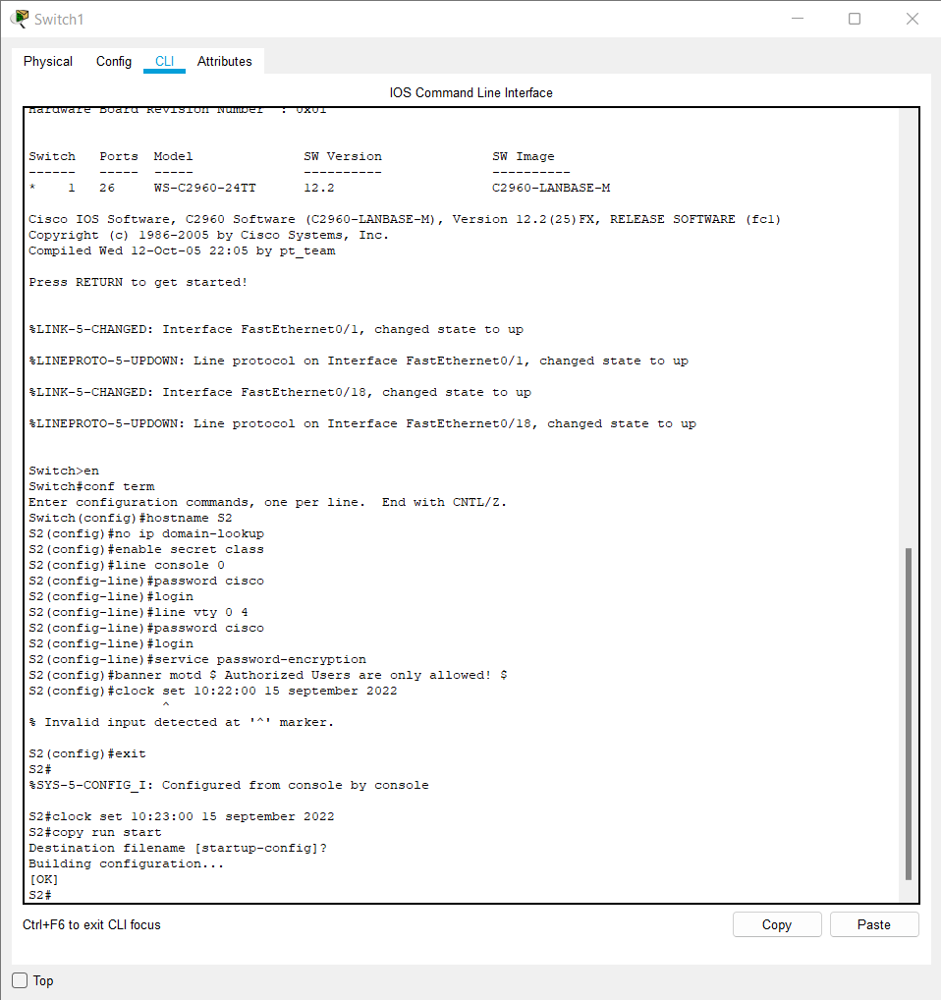 Switch1
Physical Config CLI Attributes
IOS Command Line Interface
Hardware Board Revision Number : 0x01
Switch Ports Model SW Version SW Image
------ ----- ----- ---------- ----------
* 1 26 WS-C2960-24TT 12.2 C2960-LANBASE-M
Cisco IOS Software, C2960 Software (C2960-LANBASE-M), Version 12.2(25)FX, RELEASE SOFTWARE (fc1)
Copyright (c) 1986-2005 by Cisco Systems, Inc.
Compiled Wed 12-Oct-05 22:05 by pt_team
Press RETURN to get started!
%LINK-5-CHANGED: Interface FastEthernet0/1, changed state to up
%LINEPROTO-5-UPDOWN: Line protocol on Interface FastEthernet0/1, changed state to up
%LINK-5-CHANGED: Interface FastEthernet0/18, changed state to up
%LINEPROTO-5-UPDOWN: Line protocol on Interface FastEthernet0/18, changed state to up
Switch>en
Switch#conf term
Enter configuration commands, one per line.  End with CNTL/Z.
Switch(config)#hostname S2
S2(config)#no ip domain-lookup
S2(config)#enable secret class
S2(config)#line console 0
S2(config-line)#password cisco
S2(config-line)#login
S2(config-line)#line vty 0 4
S2(config-line)#password cisco
S2(config-line)#login
S2(config-line)#service password-encryption
S2(config)#banner motd $ Authorized Users are only allowed! $
S2(config)#clock set 10:22:00 15 september 2022
^
% Invalid input detected at '^' marker.
S2(config)#exit
S2#
%SYS-5-CONFIG_I: Configured from console by console
S2#clock set 10:23:00 15 september 2022
S2#copy run start
Destination filename [startup-config]?
Building configuration...
[OK]
S2#
Ctrl+F6 to exit CLI focus
Copy Paste
Top